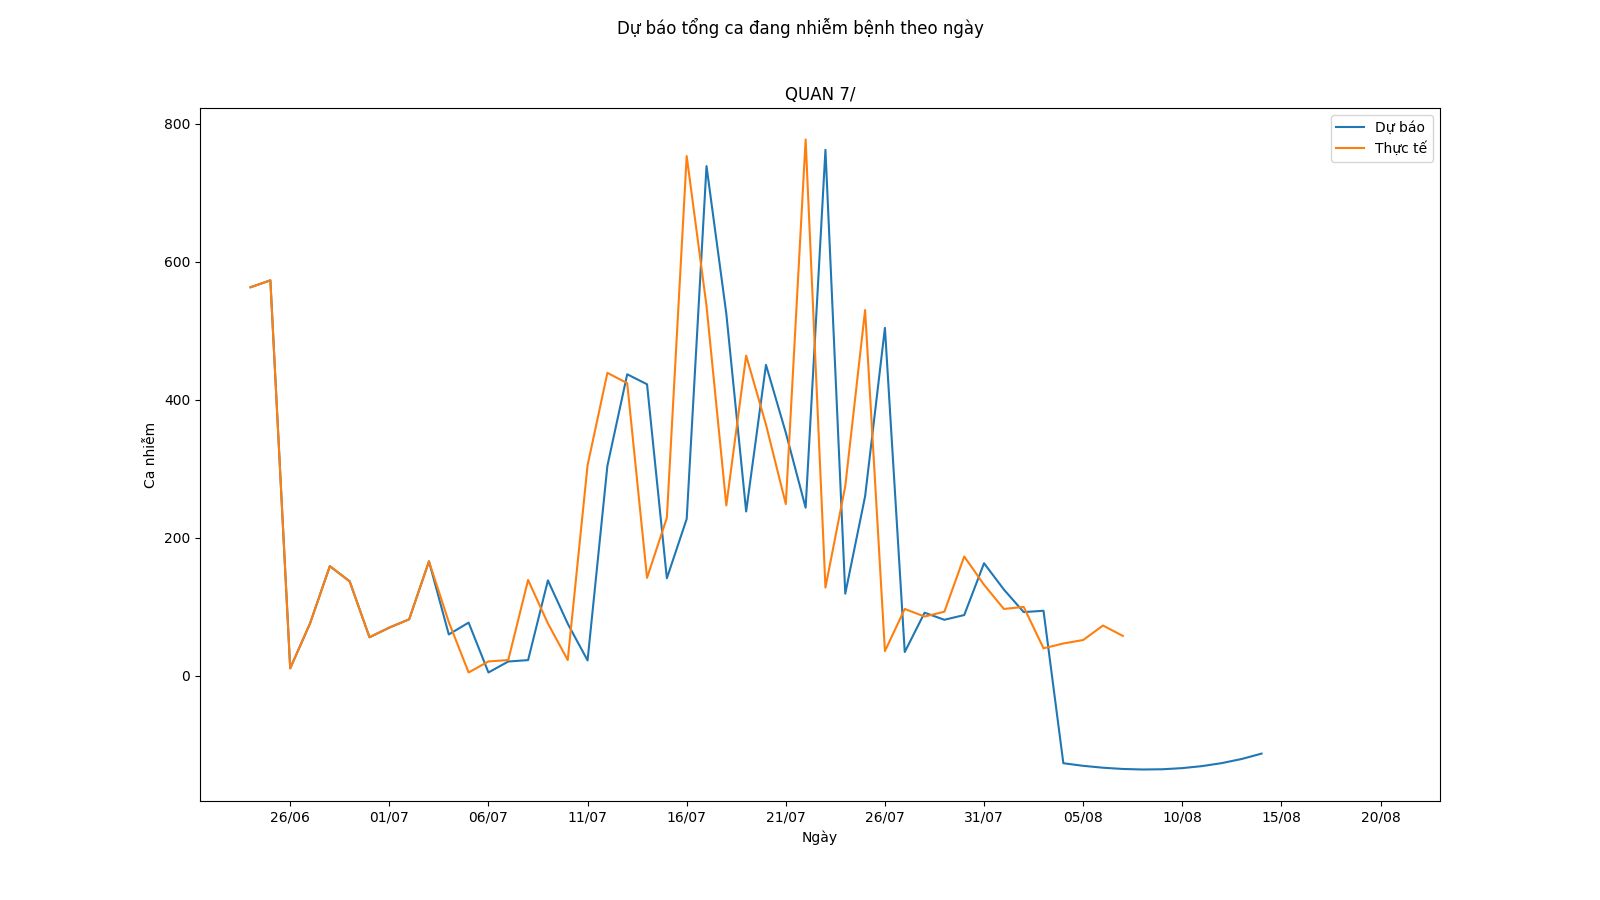 Dự báo tổng ca đang nhiễm bệnh theo ngày
QUAN 7/
Dự báo
Thực tế
800
600
400
200
0
Ca nhiễm
26/06 01/07 06/07 11/07 16/07 21/07 26/07 31/07 05/08 10/08 15/08 20/08
Ngày